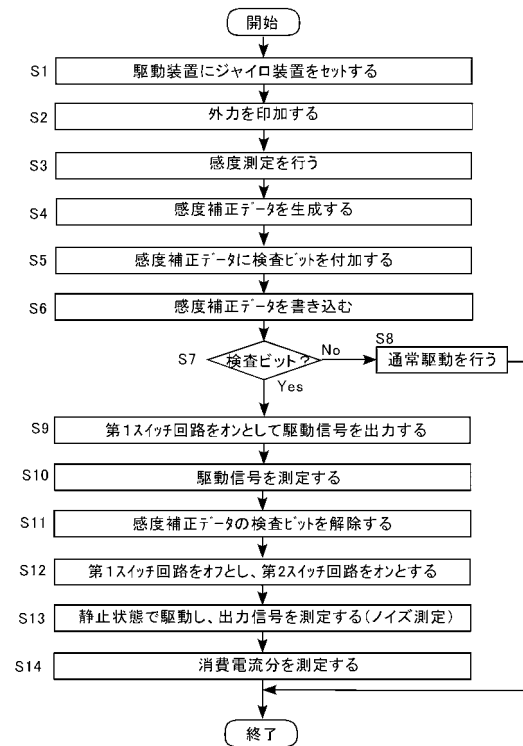 開始
S1 駆動装置にジャイロ装置をセットする
S2 外力を印加する
S3 感度測定を行う
S4 感度補正データを生成する
S5 感度補正データに検査ビットを付加する
S6 感度補正データを書き込む
S7 検査ビット? No
S8 通常駆動を行う
Yes
S9 第1スイッチ回路をオンとして駆動信号を出力する
S10 駆動信号を測定する
S11 感度補正データの検査ビットを解除する
S12 第1スイッチ回路をオフとし、第2スイッチ回路をオンとする
S13 静止状態で駆動し、出力信号を測定する(ノイズ測定)
S14 消費電流分を測定する
終了